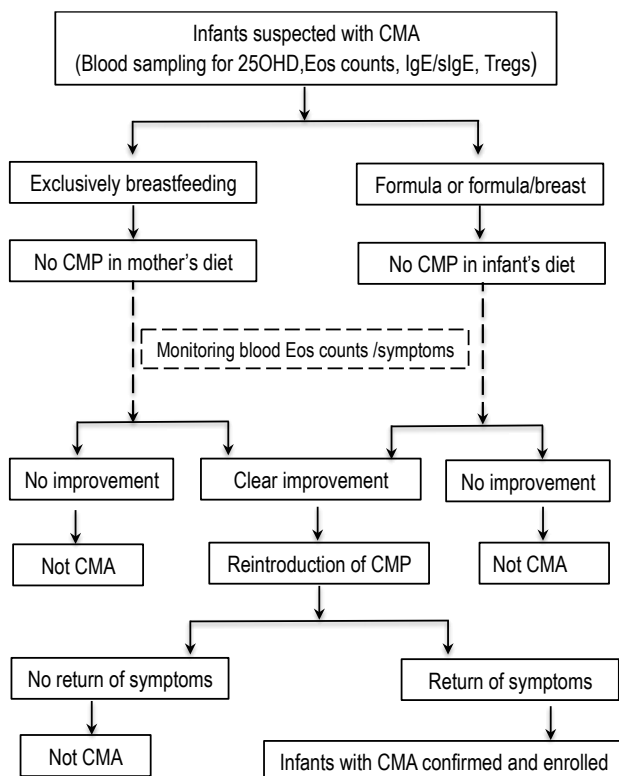 Infants suspected with CMA
(Blood sampling for 25OHD,Eos counts, IgE/sIgE, Tregs)
Exclusively breastfeeding
Formula or formula/breast
No CMP in mother's diet
No CMP in infant's diet
Monitoring blood Eos counts /symptoms
No improvement
Clear improvement
No improvement
Not CMA
Reintroduction of CMP
Not CMA
No return of symptoms
Return of symptoms
Not CMA
Infants with CMA confirmed and enrolled